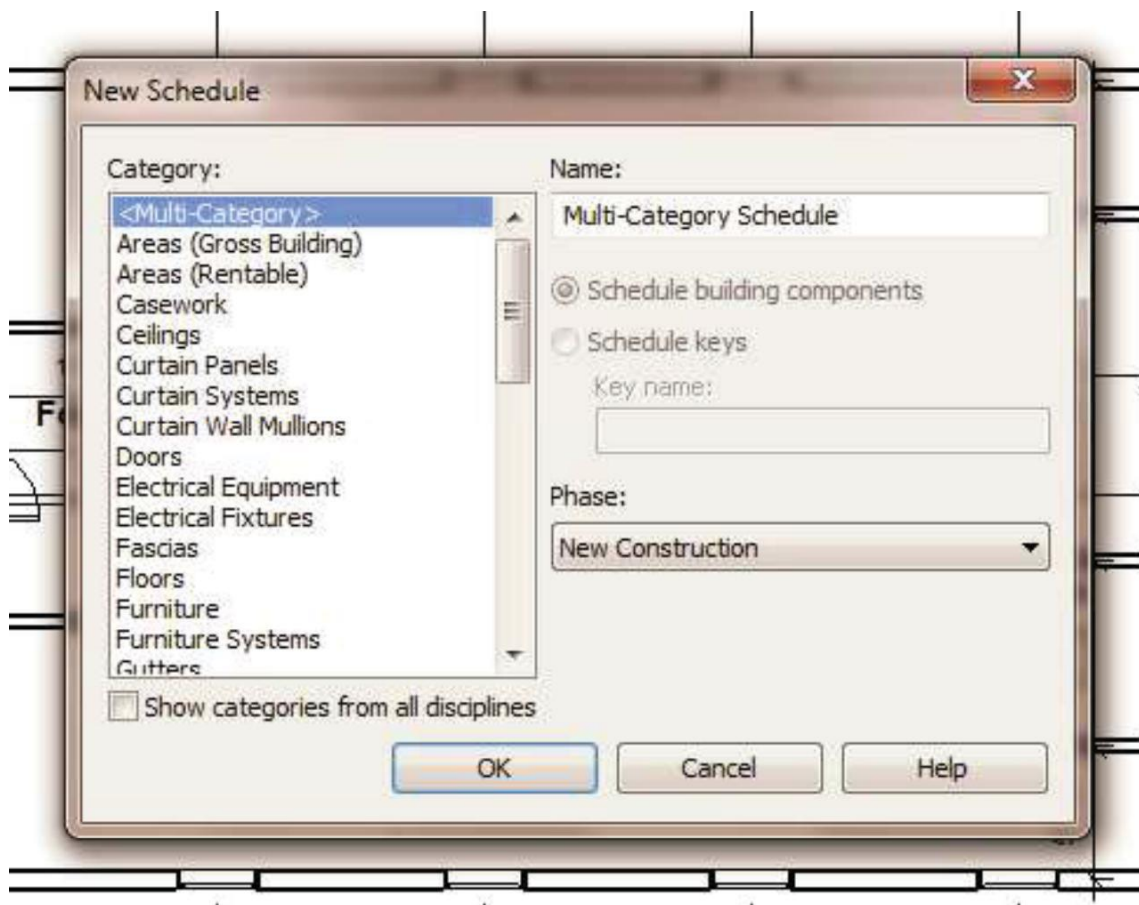 New Schedule
Category:
<Multi-Category>
Areas (Gross Building)
Areas (Rentable)
Casework
Ceilings
Curtain Panels
Curtain Systems
Curtain Wall Mullions
Doors
Electrical Equipment
Electrical Fixtures
Fascias
Floors
Furniture
Furniture Systems
Gutters
Show categories from all disciplines
Name:
Multi-Category Schedule
Schedule building components
Schedule keys
Key name:
Phase:
New Construction
OK
Cancel
Help